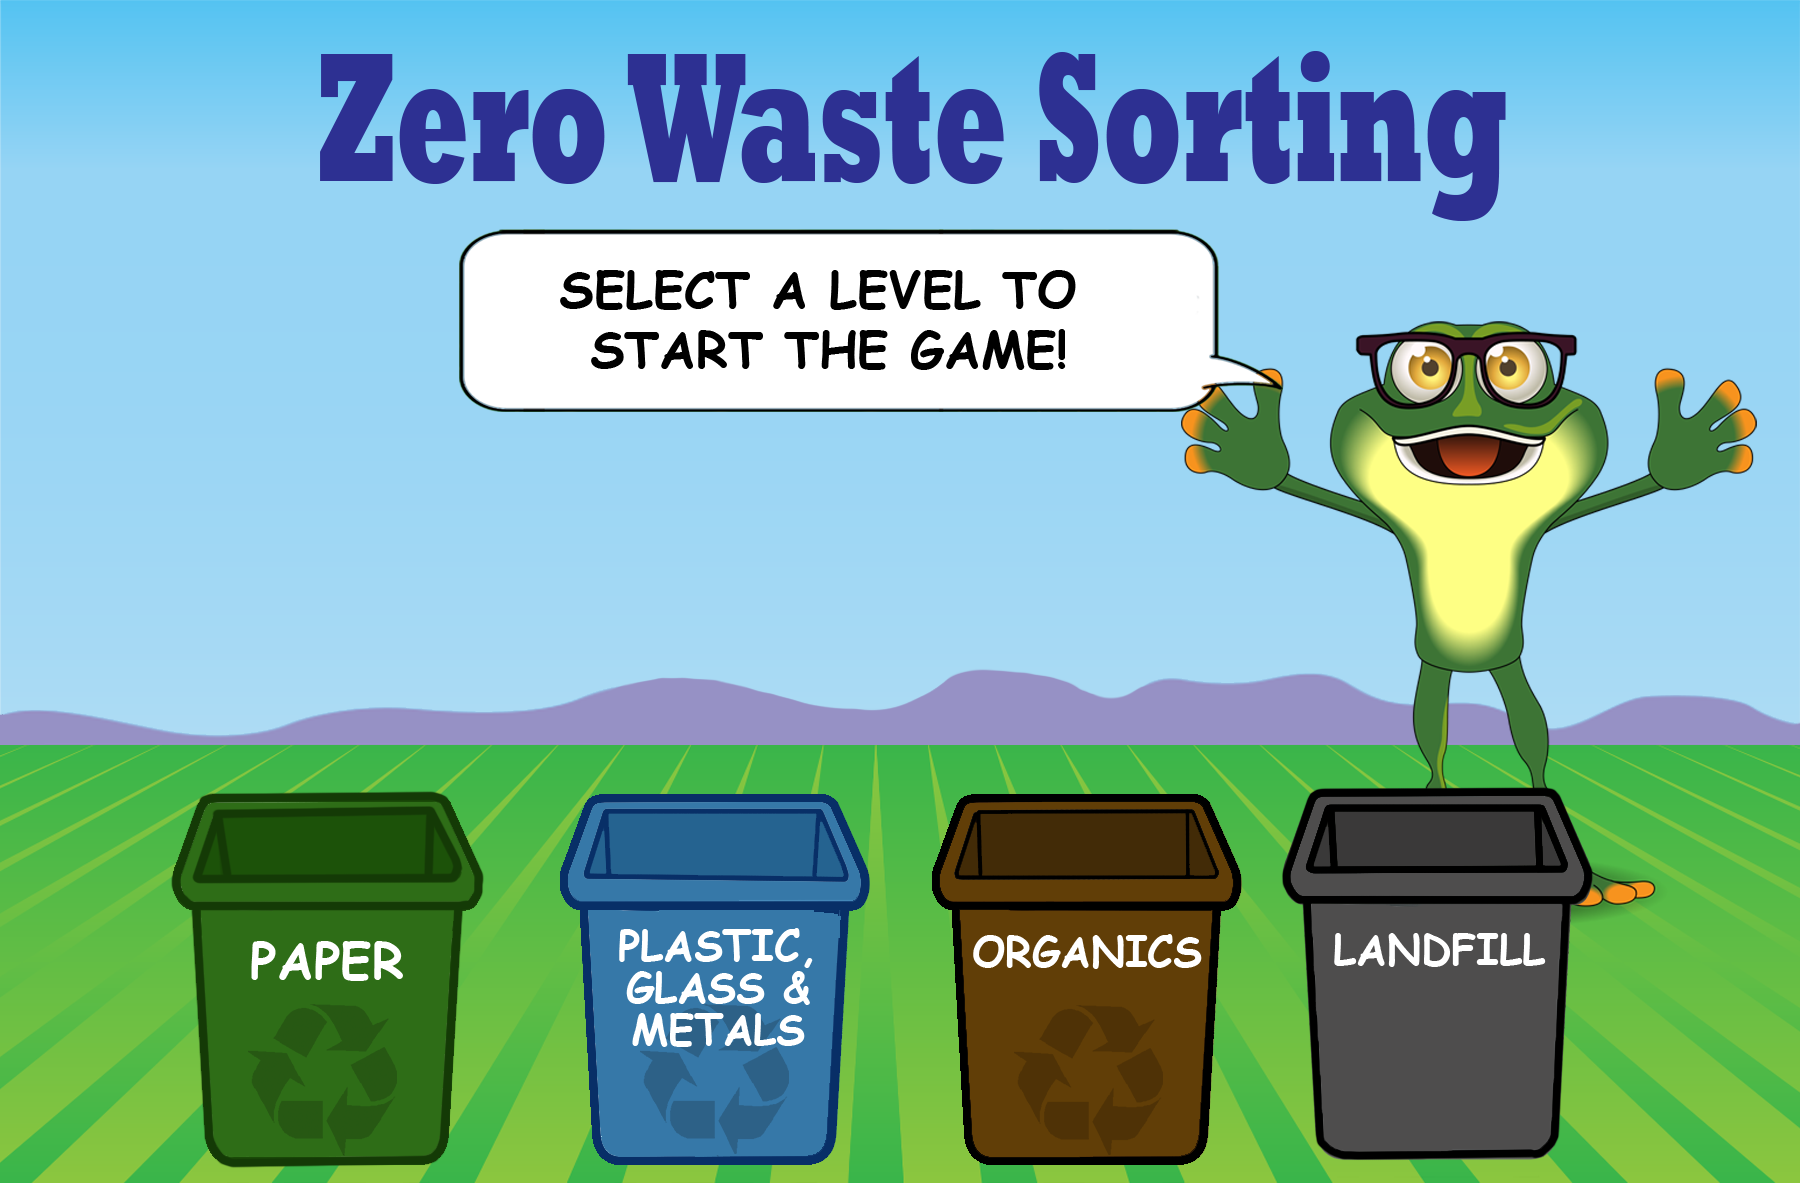 Zero Waste Sorting
SELECT A LEVEL TO
START THE GAME!
PAPER
PLASTIC,
GLASS &
METALS
ORGANICS
LANDFILL